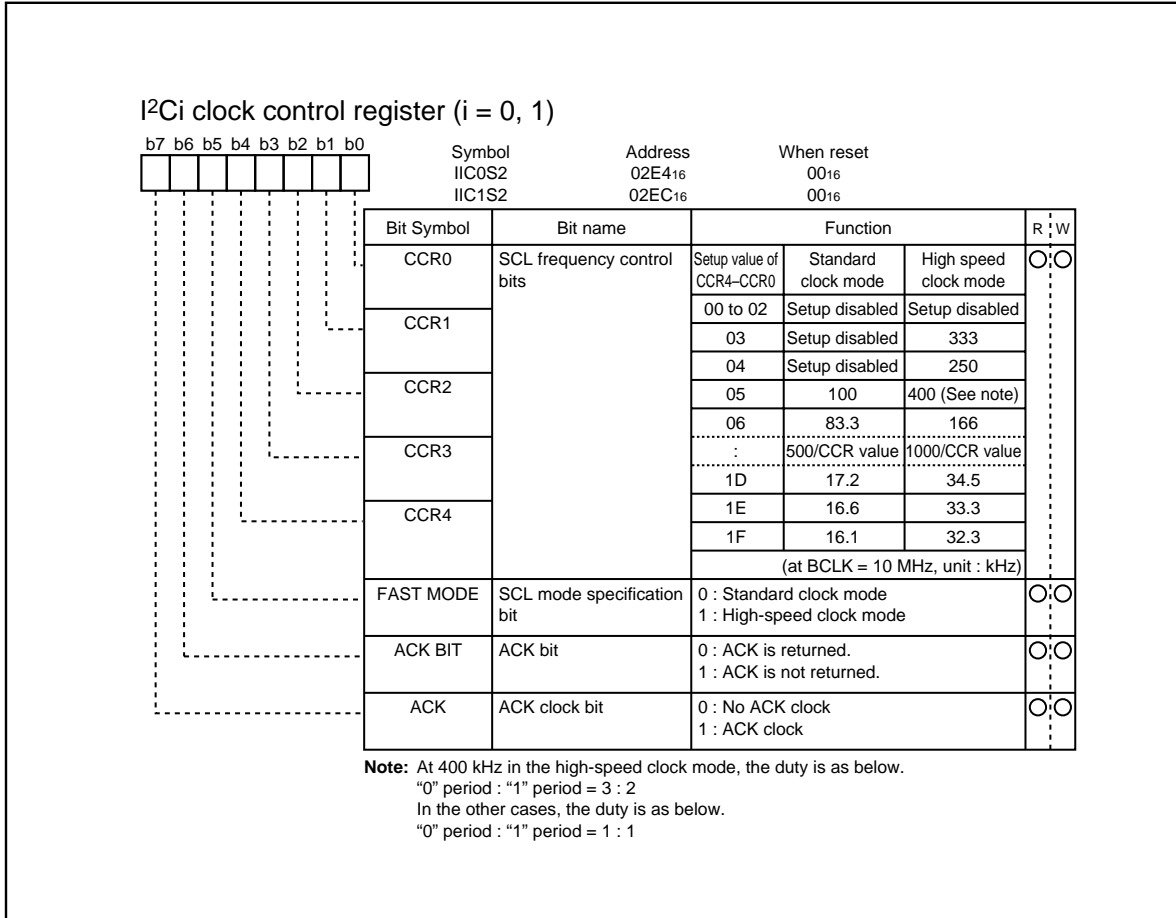 I²Ci clock control register (i = 0, 1)
b7 b6 b5 b4 b3 b2 b1 b0
Symbol Address When reset
IIC0S2 02E4₁₆ 00₁₆
IIC1S2 02EC₁₆ 00₁₆
Bit Symbol Bit name Function R W
CCR0 SCL frequency control bits
CCR1
CCR2
CCR3
CCR4
Setup value of CCR4–CCR0 Standard clock mode High speed clock mode
00 to 02 Setup disabled Setup disabled
03 Setup disabled 333
04 Setup disabled 250
05 100 400 (See note)
06 83.3 166
: 500/CCR value 1000/CCR value
1D 17.2 34.5
1E 16.6 33.3
1F 16.1 32.3
(at BCLK = 10 MHz, unit : kHz)
FAST MODE SCL mode specification bit
0 : Standard clock mode
1 : High-speed clock mode
ACK BIT ACK bit
0 : ACK is returned.
1 : ACK is not returned.
ACK ACK clock bit
0 : No ACK clock
1 : ACK clock
Note: At 400 kHz in the high-speed clock mode, the duty is as below.
“0” period : “1” period = 3 : 2
In the other cases, the duty is as below.
“0” period : “1” period = 1 : 1